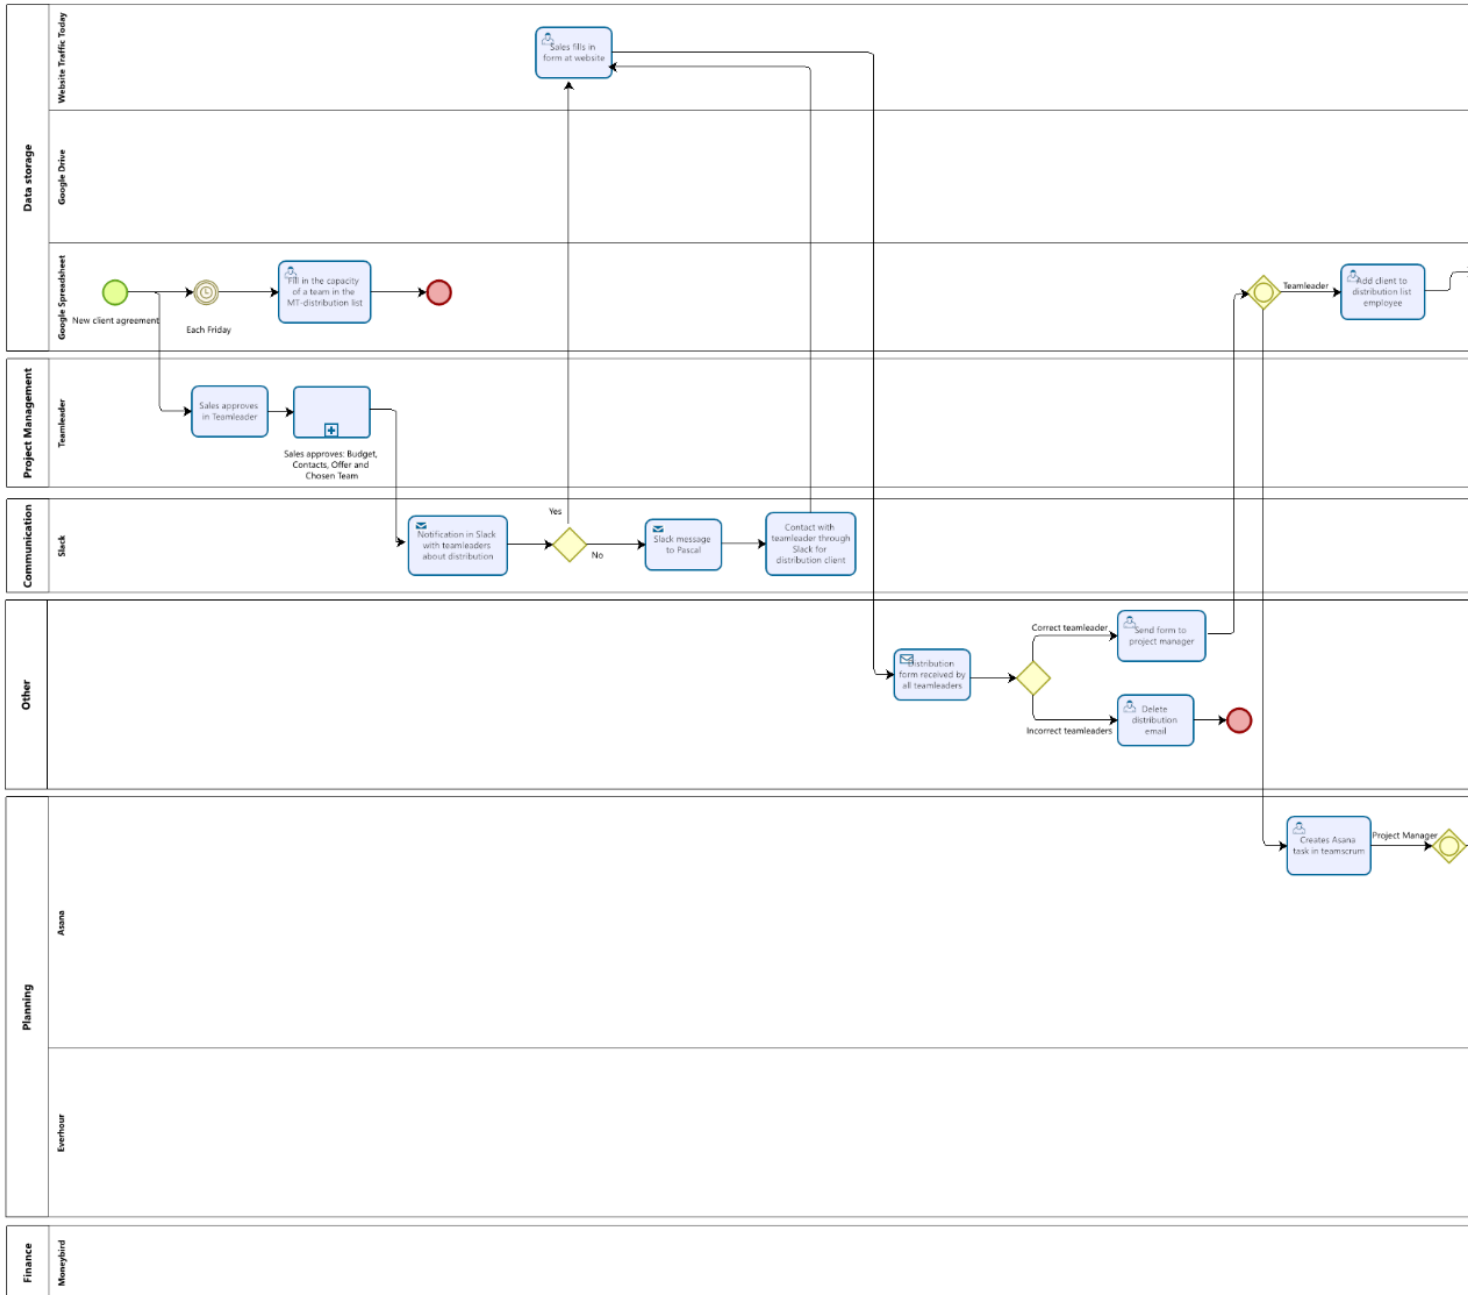 Data storage
Website Traffic Today
Sales fills in
form at website
Google Drive
Google Spreadsheet
New client agreement
Each Friday
Fill in the capacity
of a team in the
MT-distribution list
Teamleader
Add client to
distribution list
employee
Project Management
Teamleader
Sales approves
in Teamleader
Sales approves: Budget,
Contacts, Offer and
Chosen Team
Communication
Slack
Notification in Slack
with teamleaders
about distribution
Yes
No
Slack message
to Pascal
Contact with
teamleader through
Slack for
distribution client
Other
Distribution
form received by
all teamleaders
Correct teamleader
Send form to
project manager
Incorrect teamleaders
Delete
distribution
email
Planning
Asana
Creates Asana
task in teamscrum
Project Manager
Everhour
Finance
Moneybird